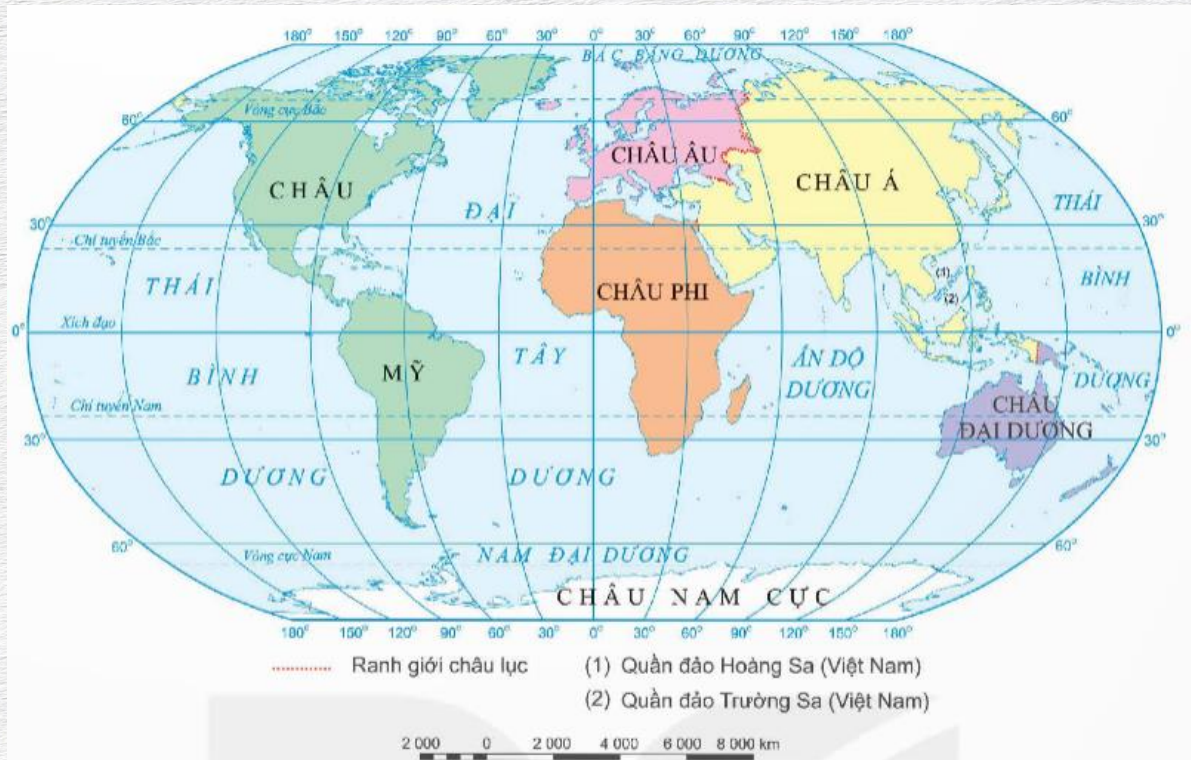 180° 150° 120° 90° 60° 30° 0° 30° 60° 90° 120° 150° 180°
BẮC BĂNG DƯƠNG
Vòng cực Bắc
60° 60°
CHÂU ÂU
CHÂU CHÂU Á
ĐẠI THÁI
30° 30°
Chí tuyến Bắc
(1)
THÁI CHÂU PHI BÌNH
(2)
Xích đạo
0° 0°
TÂY ẤN ĐỘ
MỸ
BÌNH DƯƠNG DƯƠNG
Chí tuyến Nam CHÂU
ĐẠI DƯƠNG
30° 30°
DƯƠNG DƯƠNG
60° 60°
Vòng cực Nam NAM ĐẠI DƯƠNG
CHÂU NAM CỰC
180° 150° 120° 90° 60° 30° 0° 30° 60° 90° 120° 150° 180°
Ranh giới châu lục (1) Quần đảo Hoàng Sa (Việt Nam)
(2) Quần đảo Trường Sa (Việt Nam)
2 000 0 2 000 4 000 6 000 8 000 km